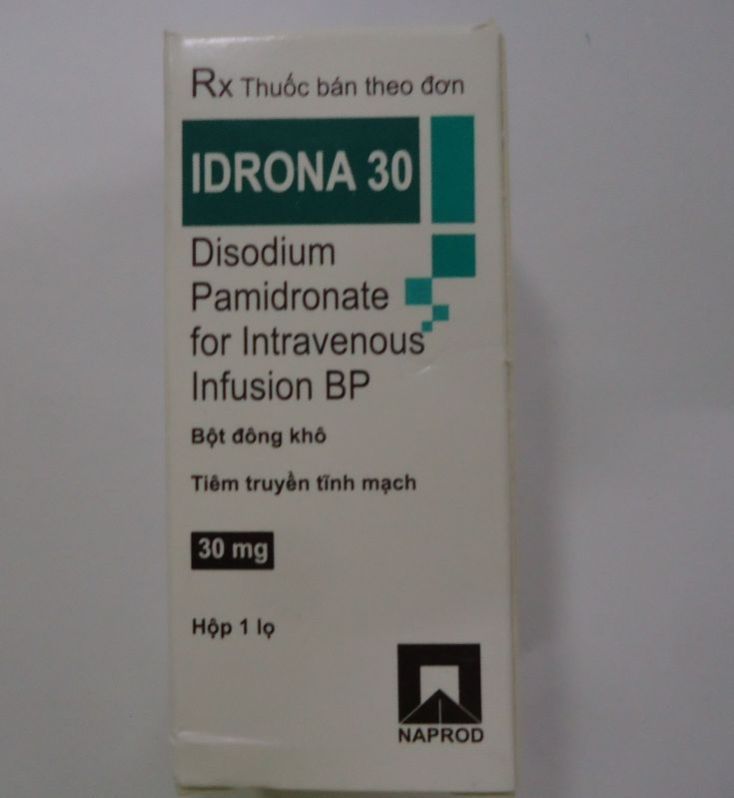 Rx Thuốc bán theo đơn
IDRONA 30
Disodium
Pamidronate
for Intravenous
Infusion BP
Bột đông khô
Tiêm truyền tĩnh mạch
30 mg
Hộp 1 lọ
NAPROD